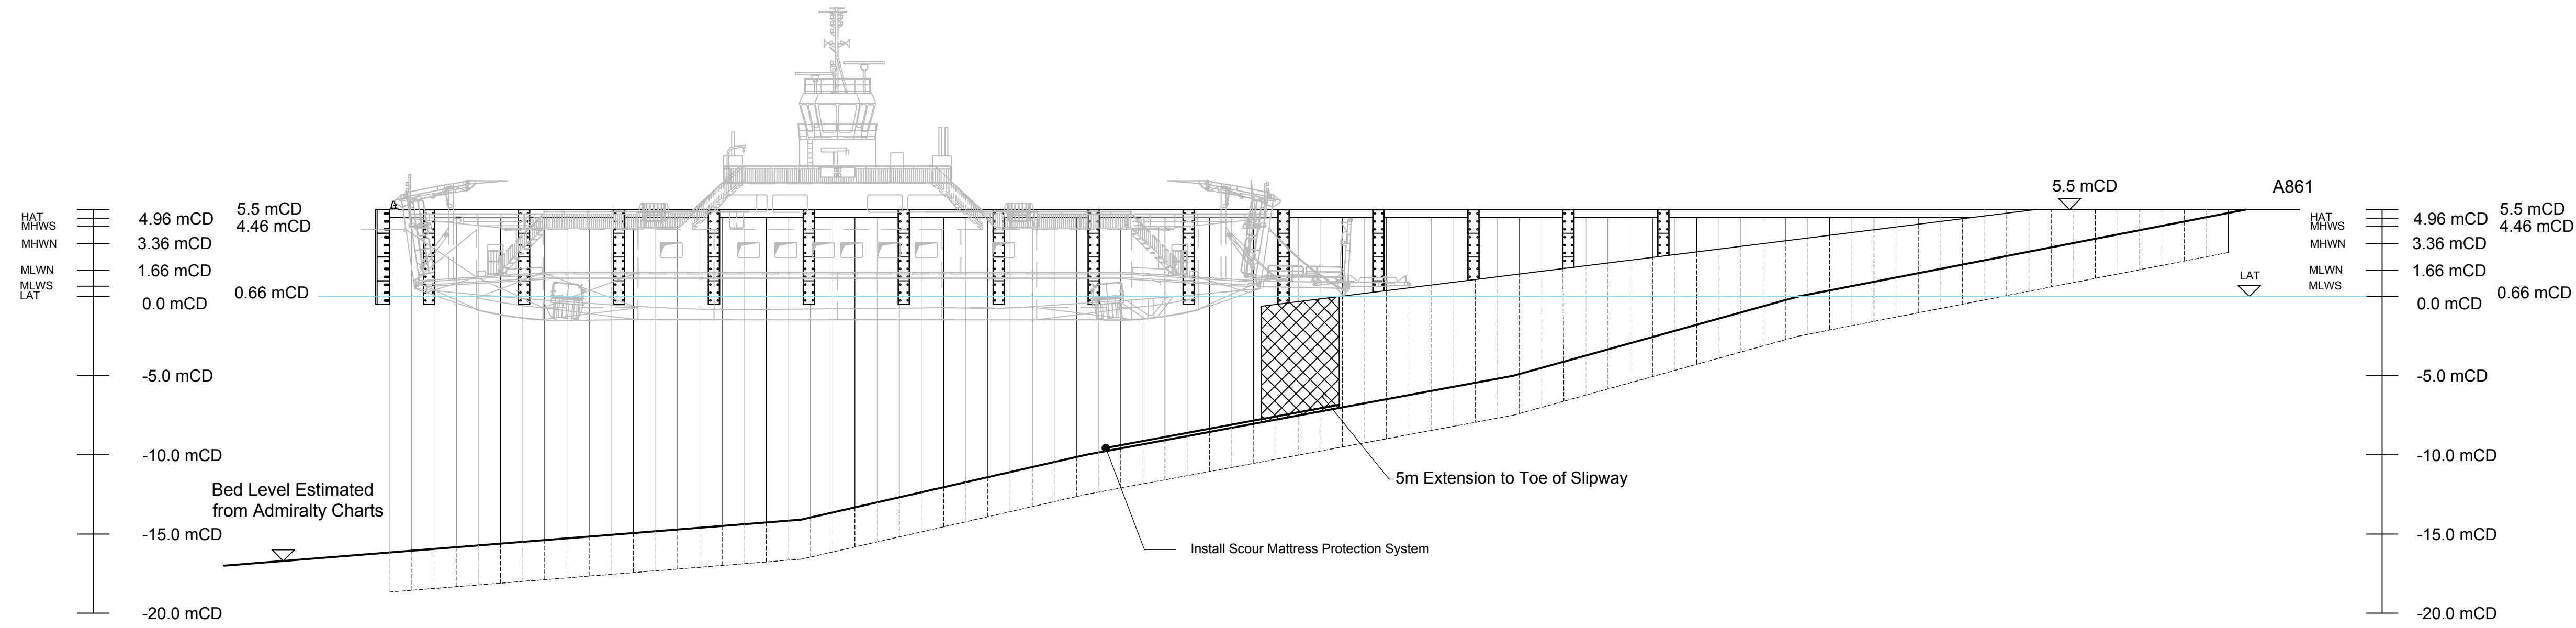 5.5 mCD
A861
HAT
4.96 mCD
5.5 mCD
MHWS
4.46 mCD
MHWN
3.36 mCD
MLWN
1.66 mCD
MLWS
0.66 mCD
LAT
0.0 mCD
-5.0 mCD
-10.0 mCD
-15.0 mCD
-20.0 mCD
Bed Level Estimated
from Admiralty Charts
5m Extension to Toe of Slipway
Install Scour Mattress Protection System
LAT
HAT
4.96 mCD
5.5 mCD
MHWS
4.46 mCD
MHWN
3.36 mCD
MLWN
1.66 mCD
MLWS
0.66 mCD
0.0 mCD
-5.0 mCD
-10.0 mCD
-15.0 mCD
-20.0 mCD